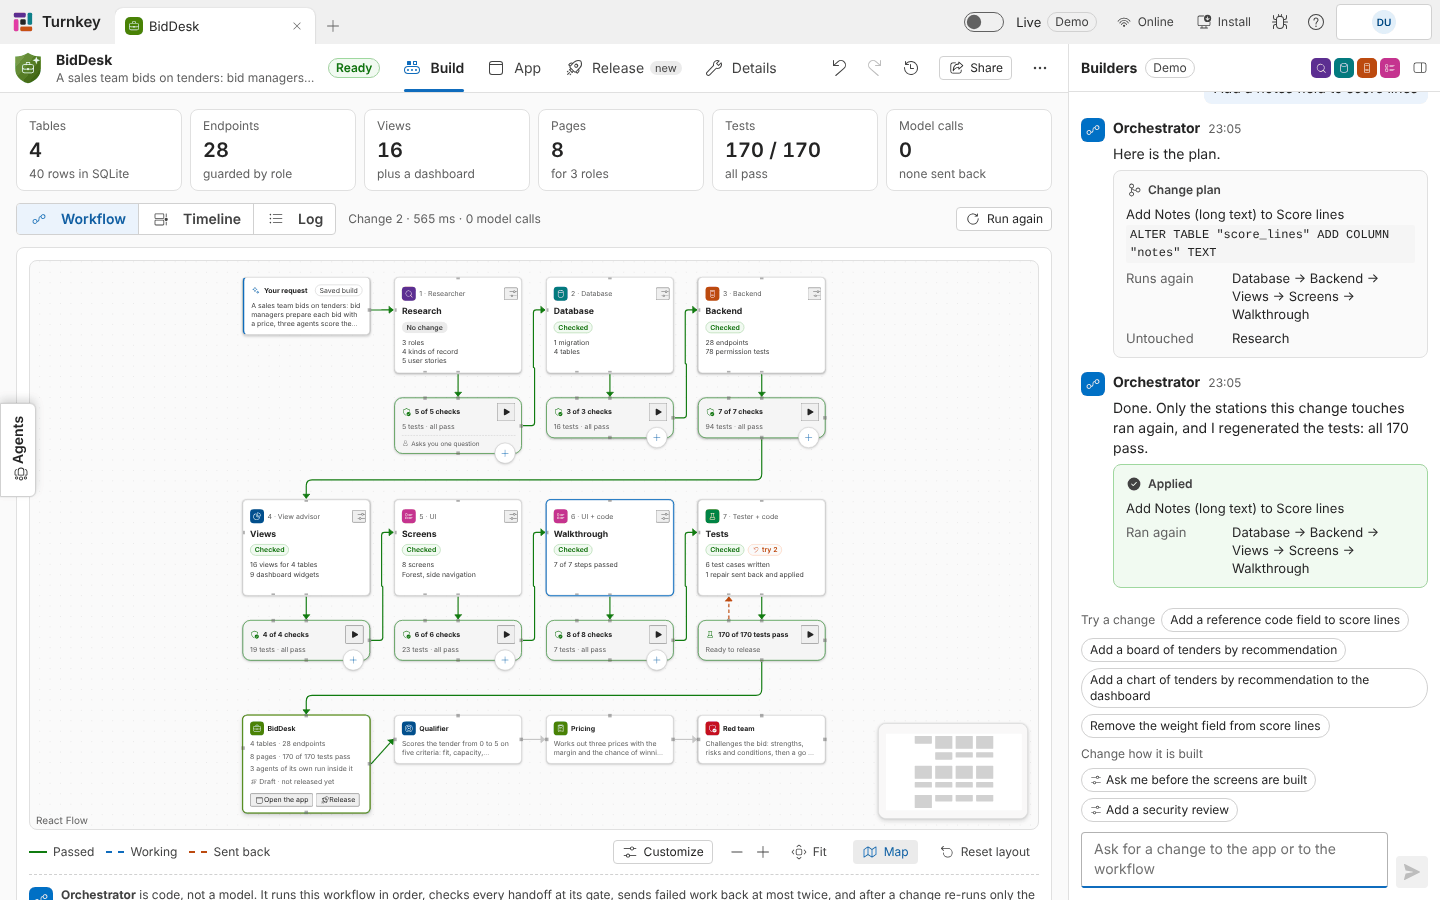 Turnkey
BidDesk
Live
Demo
Online
Install
DU
BidDesk
A sales team bids on tenders: bid managers...
Ready
Build
App
Release
new
Details
Share
Builders
Demo
Tables
4
40 rows in SQLite
Endpoints
28
guarded by role
Views
16
plus a dashboard
Pages
8
for 3 roles
Tests
170 / 170
all pass
Model calls
0
none sent back
Workflow
Timeline
Log
Change 2 · 565 ms · 0 model calls
Run again
Agents
Your request
Saved build
A sales team bids on tenders: bid
managers prepare each bid with
a price, three agents score the...
1 · Researcher
Research
No change
3 roles
4 kinds of record
5 user stories
5 of 5 checks
5 tests · all pass
Asks you one question
2 · Database
Database
Checked
1 migration
4 tables
3 of 3 checks
16 tests · all pass
3 · Backend
Backend
Checked
28 endpoints
78 permission tests
7 of 7 checks
94 tests · all pass
4 · View advisor
Views
Checked
16 views for 4 tables
9 dashboard widgets
4 of 4 checks
19 tests · all pass
5 · UI
Screens
Checked
8 screens
Forest, side navigation
6 of 6 checks
23 tests · all pass
6 · UI + code
Walkthrough
Checked
7 of 7 steps passed
8 of 8 checks
7 tests · all pass
7 · Tester + code
Tests
Checked
try 2
6 test cases written
1 repair sent back and applied
170 of 170 tests pass
Ready to release
BidDesk
4 tables · 28 endpoints
8 pages · 170 of 170 tests pass
3 agents of its own run inside it
Draft · not released yet
Open the app
Release
Qualifier
Scores the tender from 0 to 5 on
five criteria: fit, capacity,...
Pricing
Works out three prices with the
margin and the chance of winni...
Red team
Challenges the bid: strengths,
risks and conditions, then a go ...
React Flow
Passed
Working
Sent back
Customize
Fit
Map
Reset layout
Orchestrator is code, not a model. It runs this workflow in order, checks every handoff at its gate, sends failed work back at most twice, and after a change re-runs only the
Orchestrator 23:05
Here is the plan.
Change plan
Add Notes (long text) to Score lines
ALTER TABLE "score_lines" ADD COLUMN
"notes" TEXT
Runs again
Database → Backend →
Views → Screens →
Walkthrough
Untouched
Research
Orchestrator 23:05
Done. Only the stations this change touches
ran again, and I regenerated the tests: all 170
pass.
Applied
Add Notes (long text) to Score lines
Ran again
Database → Backend →
Views → Screens →
Walkthrough
Try a change
Add a reference code field to score lines
Add a board of tenders by recommendation
Add a chart of tenders by recommendation to the
dashboard
Remove the weight field from score lines
Change how it is built
Ask me before the screens are built
Add a security review
Ask for a change to the app or to the
workflow